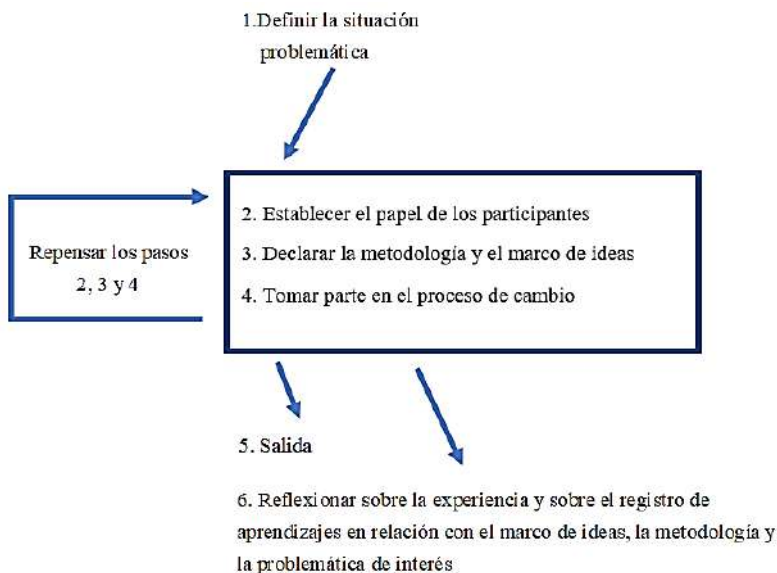 1.Definir la situación
problemática
2. Establecer el papel de los participantes
3. Declarar la metodología y el marco de ideas
4. Tomar parte en el proceso de cambio
Repensar los pasos
2, 3 y 4
5. Salida
6. Reflexionar sobre la experiencia y sobre el registro de
aprendizajes en relación con el marco de ideas, la metodología y
la problemática de interés